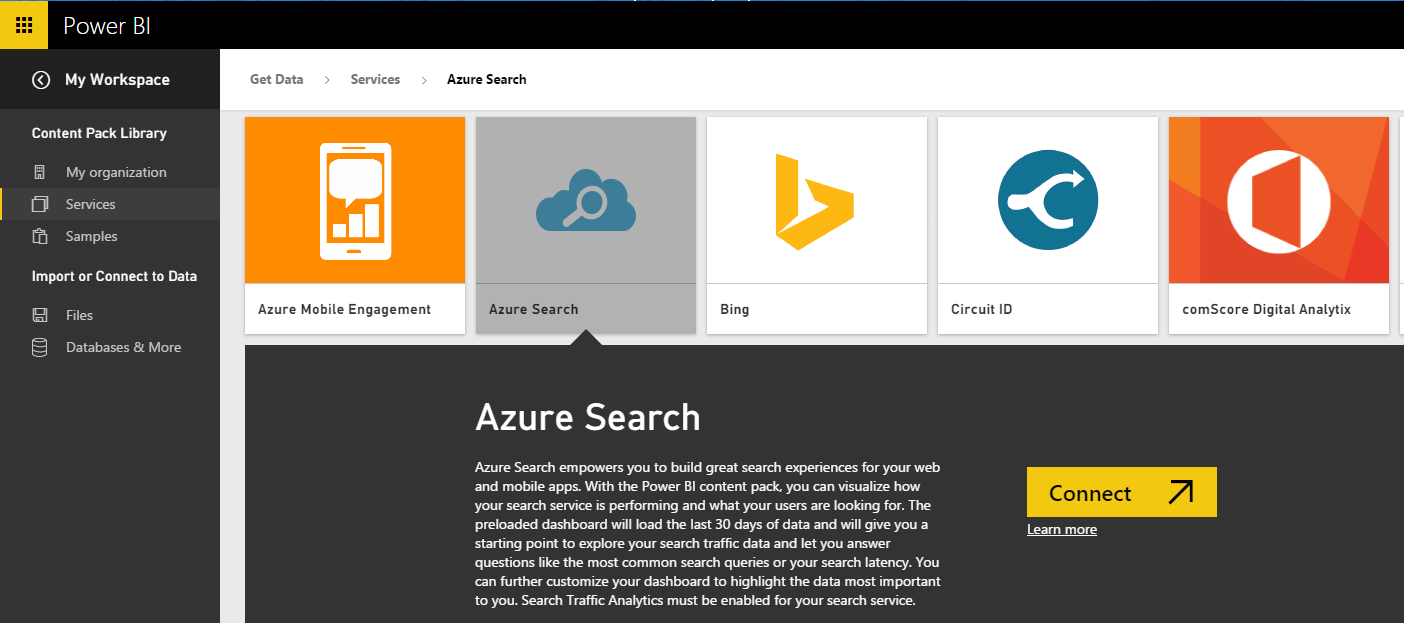 Power BI
My Workspace
Get Data > Services > Azure Search
Content Pack Library
My organization
Services
Samples
Import or Connect to Data
Files
Databases & More
Azure Mobile Engagement
Azure Search
Bing
Circuit ID
comScore Digital Analytix
Azure Search
Azure Search empowers you to build great search experiences for your web
and mobile apps. With the Power BI content pack, you can visualize how
your search service is performing and what your users are looking for. The
preloaded dashboard will load the last 30 days of data and will give you a
starting point to explore your search traffic data and let you answer
questions like the most common search queries or your search latency. You
can further customize your dashboard to highlight the data most important
to you. Search Traffic Analytics must be enabled for your search service.
Connect
Learn more